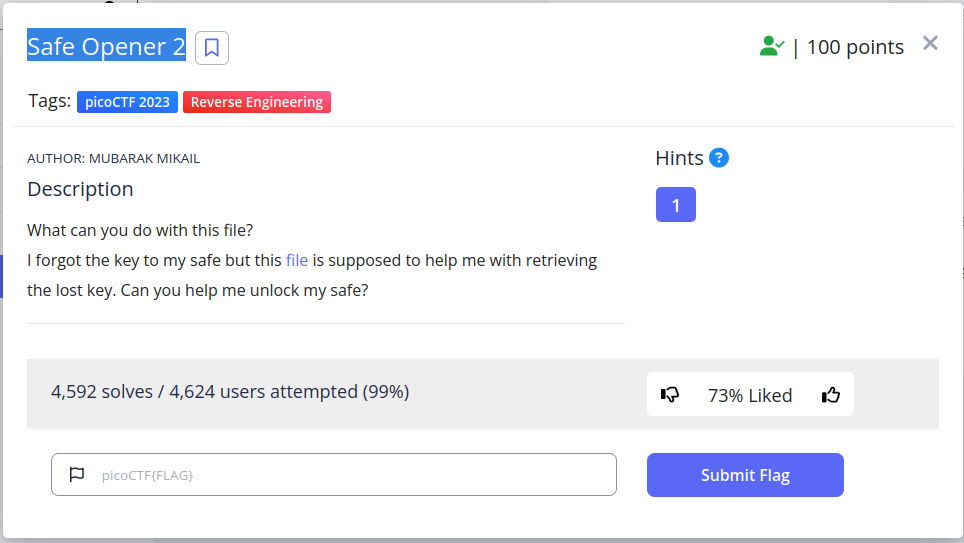 Safe Opener 2
| 100 points
Tags: picoCTF 2023 Reverse Engineering
AUTHOR: MUBARAK MIKAIL
Hints ?
Description
1
What can you do with this file?
I forgot the key to my safe but this file is supposed to help me with retrieving
the lost key. Can you help me unlock my safe?
4,592 solves / 4,624 users attempted (99%)
73% Liked
picoCTF{FLAG}
Submit Flag